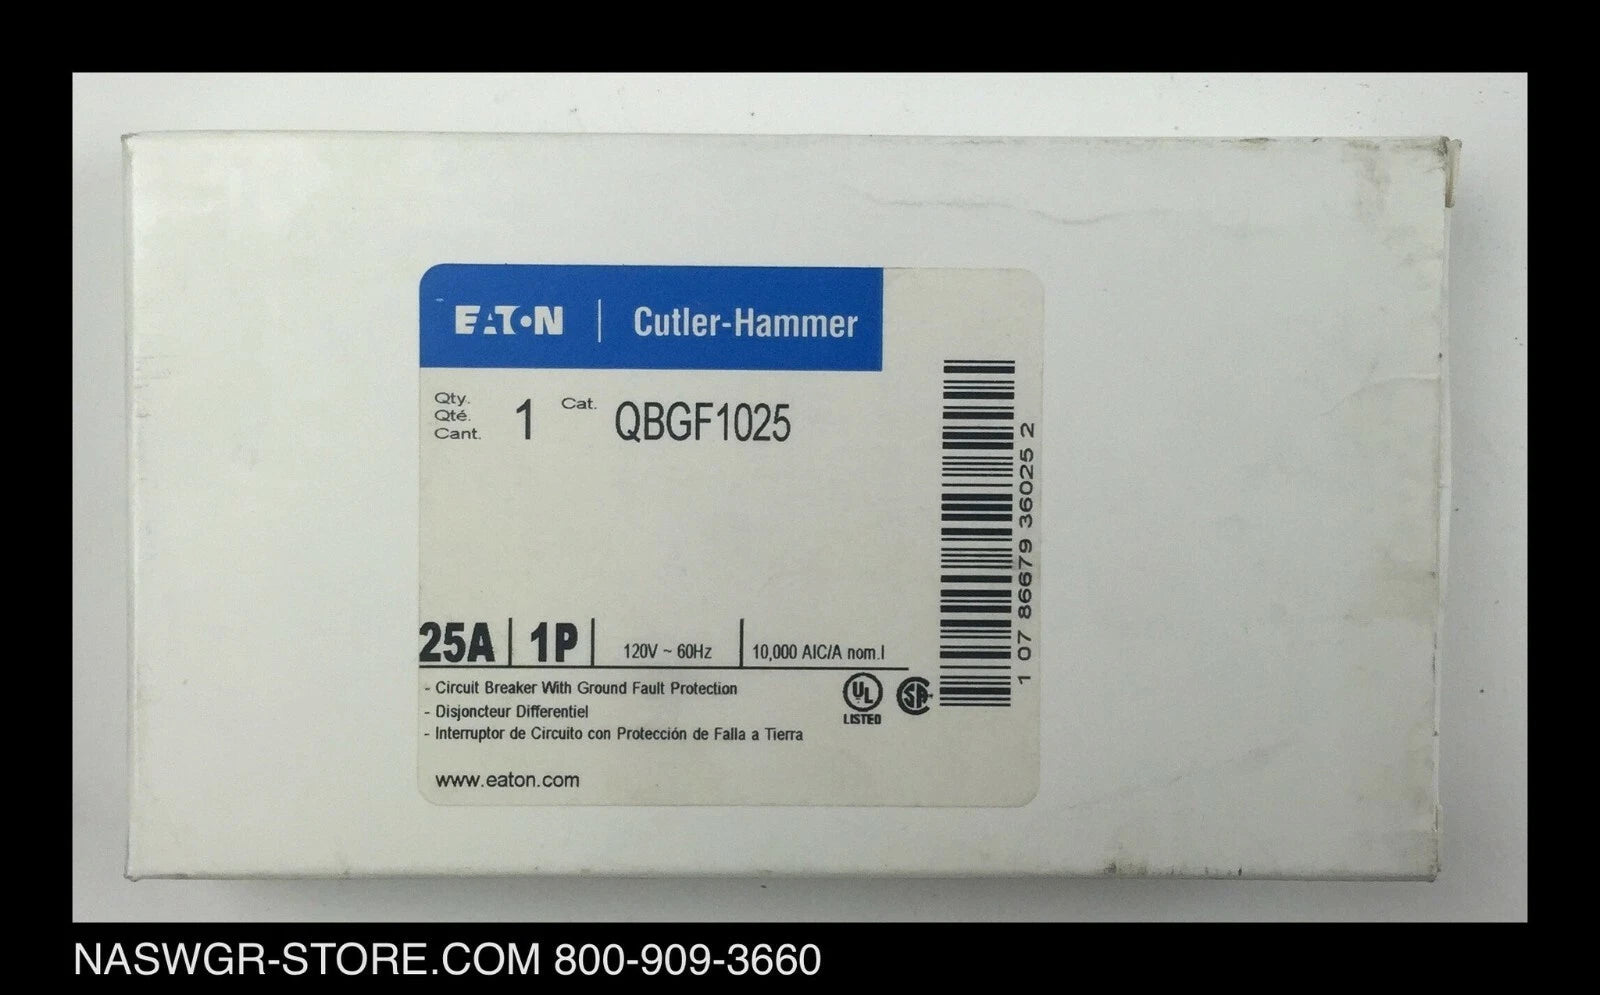 EATON | Cutler-Hammer
Qty.
Qté.
Cant.
1
Cat.
QBGF1025
25A | 1P | 120V ~ 60Hz | 10,000 AIC/A nom.I
- Circuit Breaker With Ground Fault Protection
- Disjoncteur Differentiel
- Interruptor de Circuito con Protección de Falla a Tierra
UL
LISTED
SA
www.eaton.com
1 07 86679 36025 2
NASWGR-STORE.COM 800-909-3660